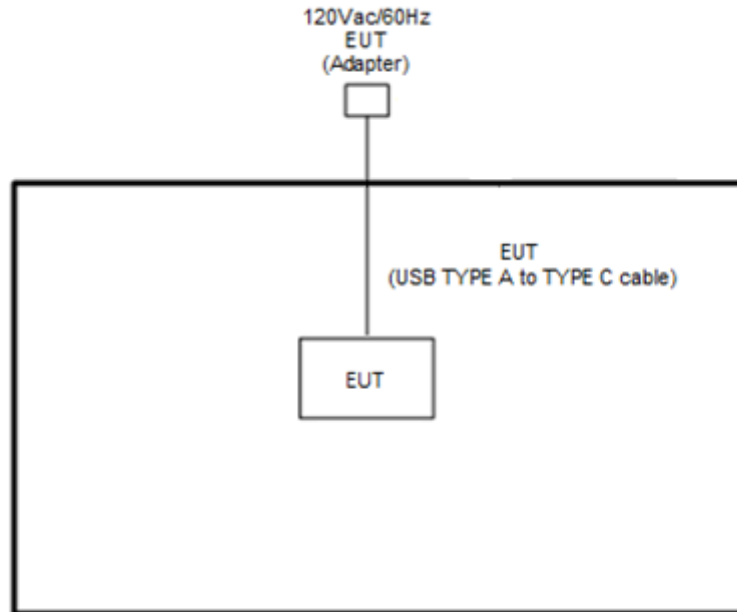 120Vac/60Hz
EUT
(Adapter)
EUT
(USB TYPE A to TYPE C cable)
EUT